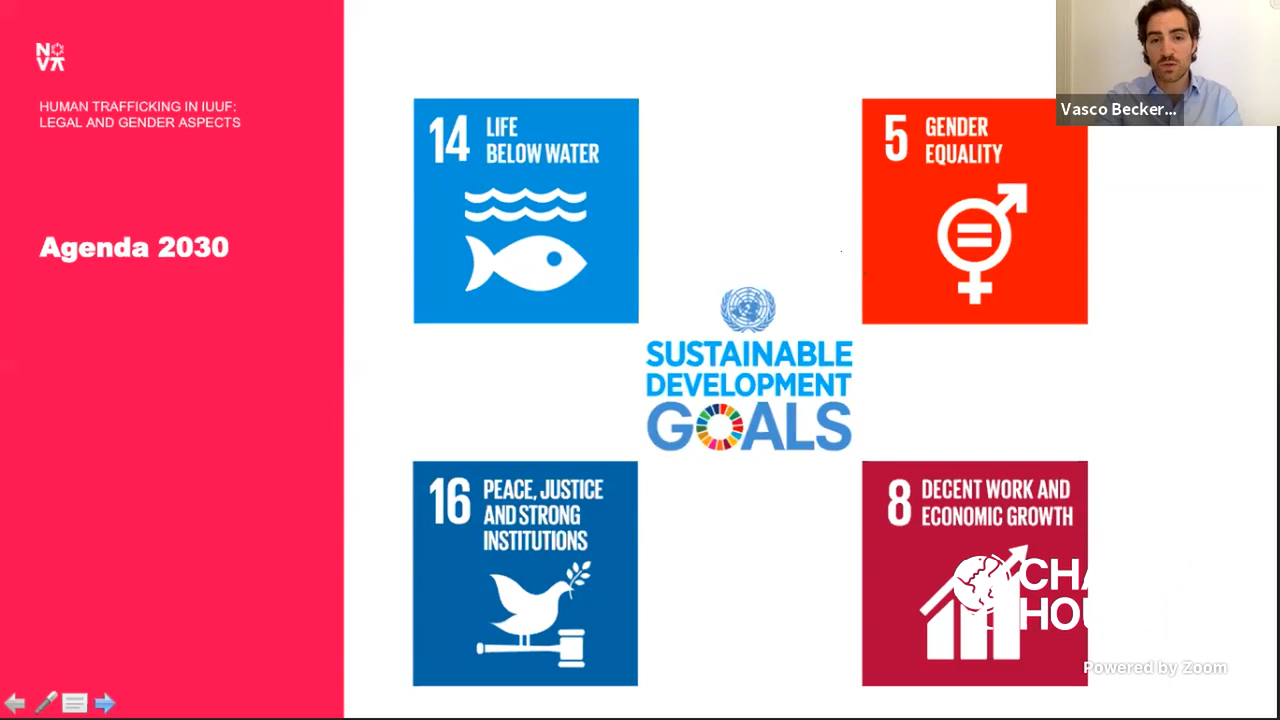 NOVA
HUMAN TRAFFICKING IN IUUF:
LEGAL AND GENDER ASPECTS
Agenda 2030
14 LIFE
BELOW WATER
5 GENDER
EQUALITY
Vasco Becker...
SUSTAINABLE
DEVELOPMENT
GOALS
16 PEACE, JUSTICE
AND STRONG
INSTITUTIONS
8 DECENT WORK AND
ECONOMIC GROWTH
CHA
HOU
Powered by Zoom